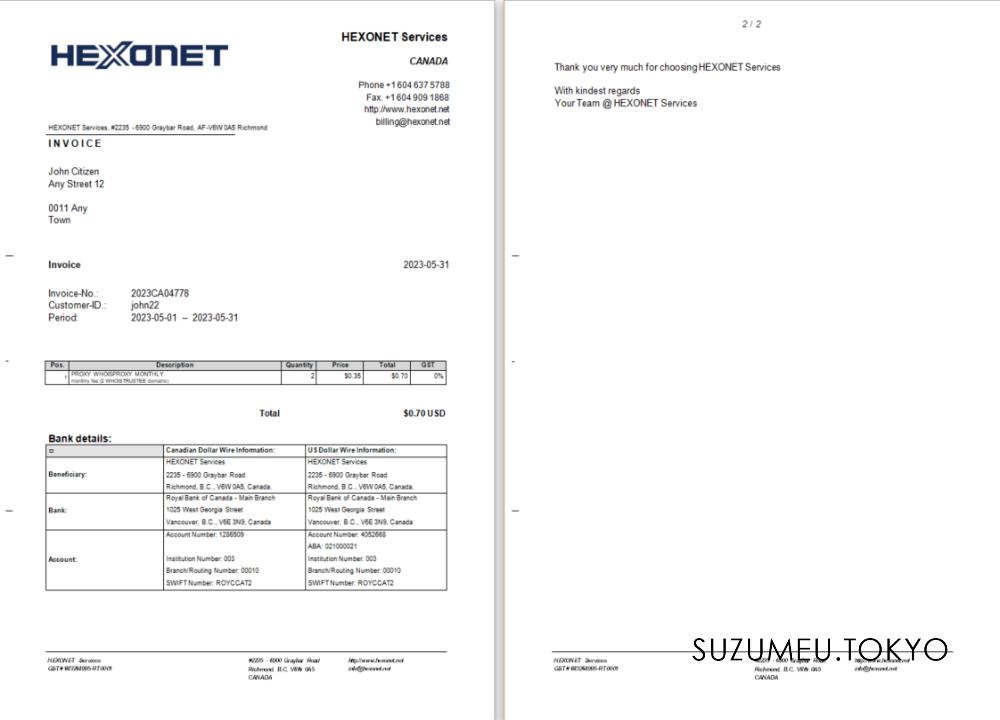 HEXONET
HEXONET Services
CANADA
Phone +1 604 637 5788
Fax. +1 604 909 1868
http://www.hexonet.net
billing@hexonet.net
HEXONET Services, #2235 - 6900 Graybar Road, AF-V6W 0A5 Richmond
INVOICE
John Citizen
Any Street 12
0011 Any
Town
Invoice 2023-05-31
Invoice-No.: 2023CA04778
Customer-ID.: john22
Period: 2023-05-01 – 2023-05-31
Pos. Description Quantity Price Total GST
1 PROXY WHOISPROXY MONTHLY 2 $0.35 $0.70 0%
monthly fee (2 WHOISTRUSTEE domains)
Total $0.70 USD
Bank details:
Canadian Dollar Wire Information: US Dollar Wire Information:
Beneficiary:
HEXONET Services HEXONET Services
2235 - 6900 Graybar Road 2235 - 6900 Graybar Road
Richmond, B.C., V6W 0A5, Canada. Richmond, B.C., V6W 0A5, Canada.
Bank:
Royal Bank of Canada - Main Branch Royal Bank of Canada - Main Branch
1025 West Georgia Street 1025 West Georgia Street
Vancouver, B.C., V6E 3N9, Canada Vancouver, B.C., V6E 3N9, Canada
Account:
Account Number: 1286509 Account Number: 4052668
ABA: 021000021
Institution Number: 003 Institution Number: 003
Branch/Routing Number: 00010 Branch/Routing Number: 00010
SWIFT Number: ROYCCAT2 SWIFT Number: ROYCCAT2
HEXONET Services #2235 - 6900 Graybar Road http://www.hexonet.net
GST# Richmond, B.C, V6W 0A5 info@hexonet.net
CANADA
2 / 2
Thank you very much for choosing HEXONET Services
With kindest regards
Your Team @ HEXONET Services
SUZUMEU.TOKYO
HEXONET Services #2235 - 6900 Graybar Road http://www.hexonet.net
GST# Richmond, B.C, V6W 0A5 info@hexonet.net
CANADA